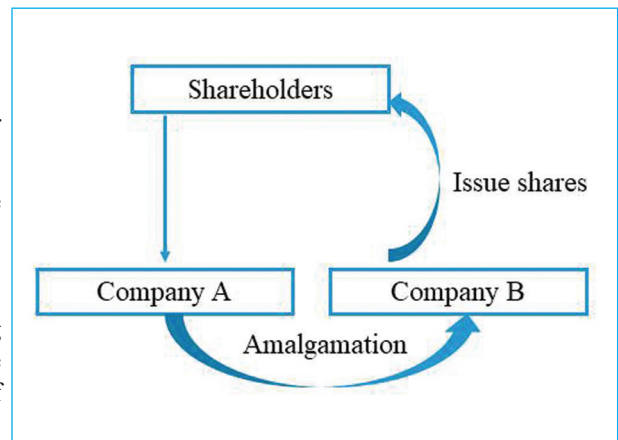 Shareholders
Issue shares
Company A
Company B
Amalgamation